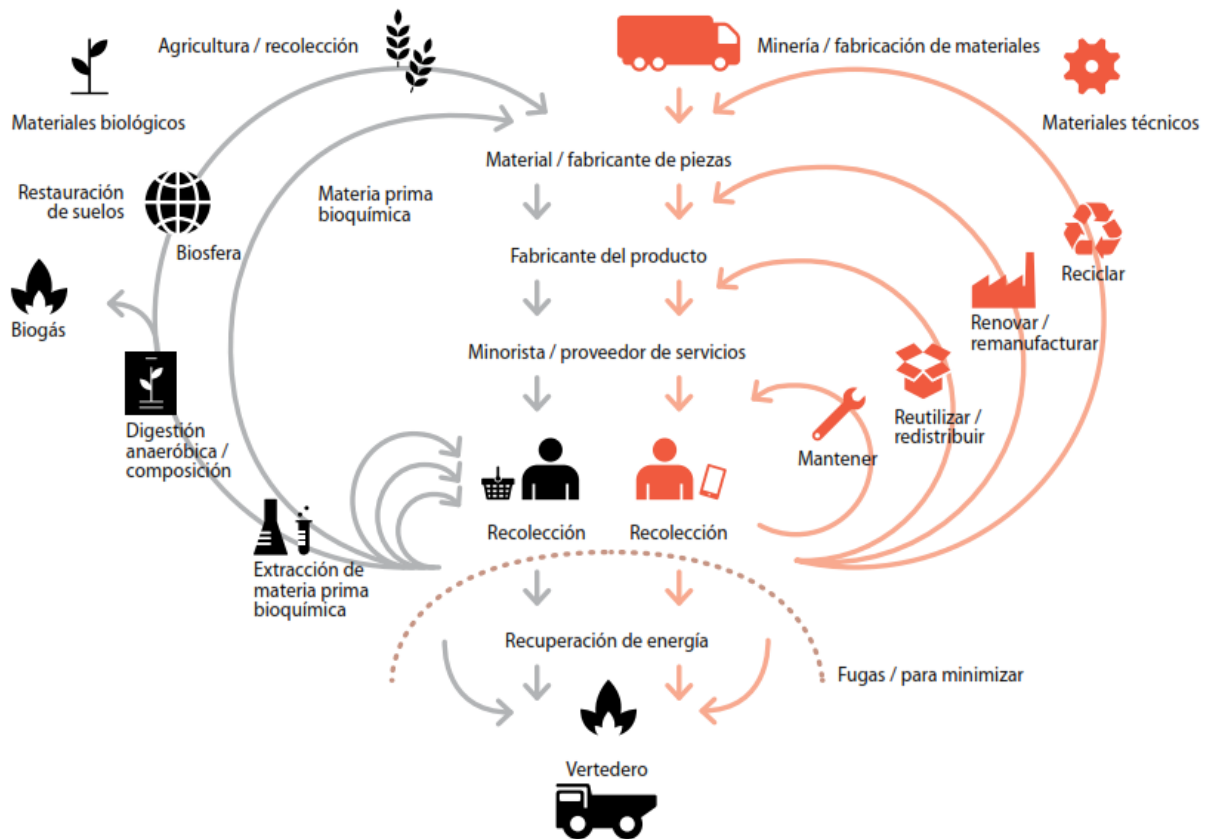 Agricultura / recolección
Minería / fabricación de materiales
Materiales biológicos
Materiales técnicos
Material / fabricante de piezas
Restauración
de suelos
Materia prima
bioquímica
Biosfera
Fabricante del producto
Reciclar
Biogás
Renovar /
remanufacturar
Minorista / proveedor de servicios
Reutilizar /
redistribuir
Digestión
anaeróbica /
composición
Mantener
Recolección
Recolección
Extracción de
materia prima
bioquímica
Recuperación de energía
Fugas / para minimizar
Vertedero